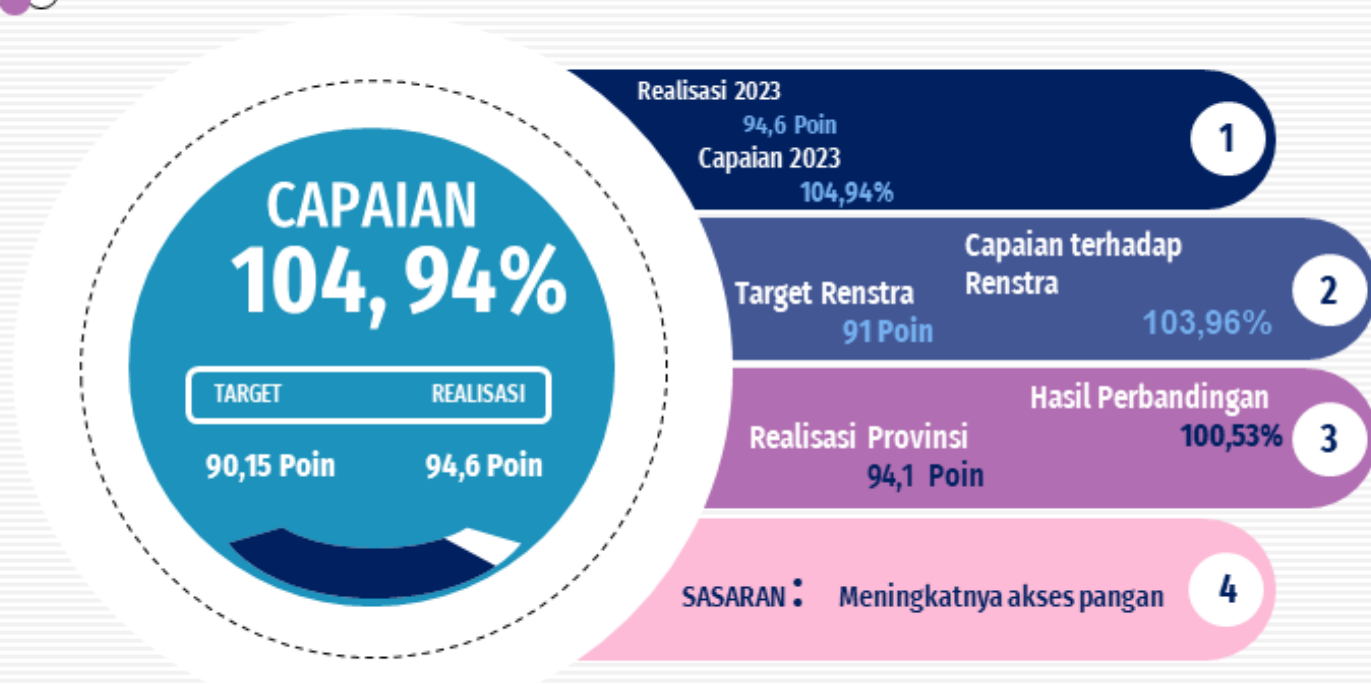 CAPAIAN
104, 94%
TARGET REALISASI
90,15 Poin 94,6 Poin
Realisasi 2023
94,6 Poin
Capaian 2023
104,94%
1
Target Renstra
91 Poin
Capaian terhadap
Renstra
103,96%
2
Realisasi Provinsi
94,1 Poin
Hasil Perbandingan
100,53%
3
SASARAN : Meningkatnya akses pangan
4